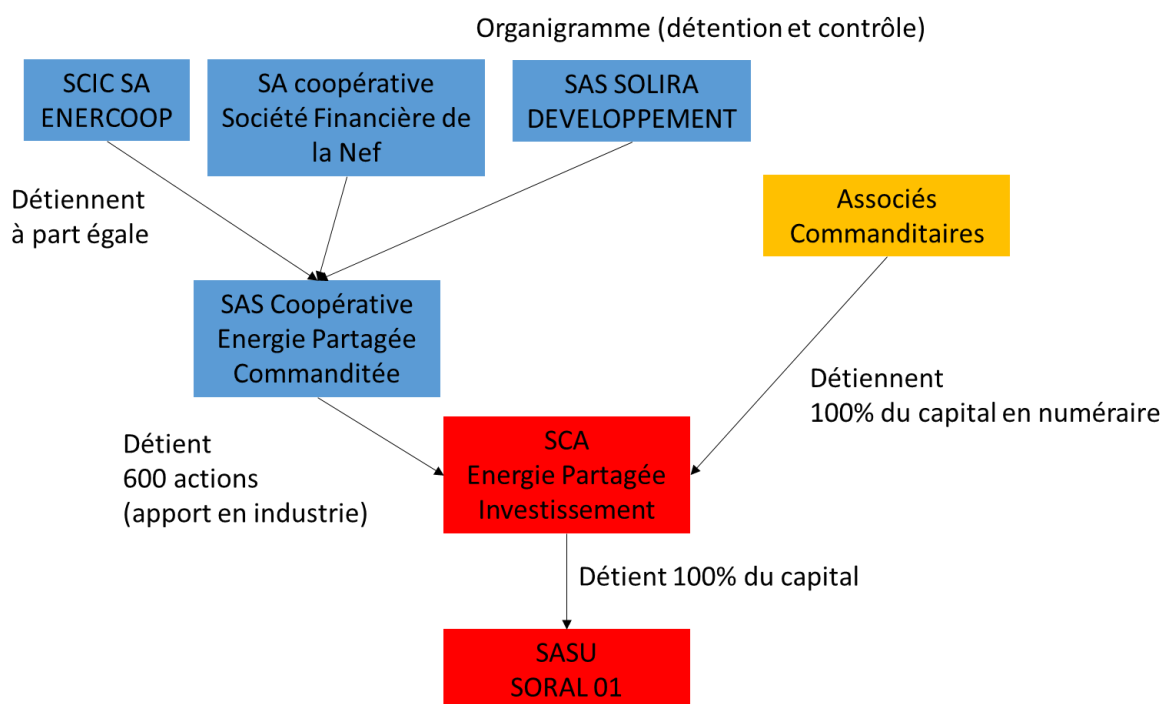 Organigramme (détention et contrôle)
SCIC SA
ENERCOOP
SA coopérative
Société Financière de
la Nef
SAS SOLIRA
DEVELOPPEMENT
Détiennent
à part égale
Associés
Commanditaires
SAS Coopérative
Energie Partagée
Commanditée
Détiennent
100% du capital en numéraire
Détient
600 actions
(apport en industrie)
SCA
Energie Partagée
Investissement
Détient 100% du capital
SASU
SORAL 01